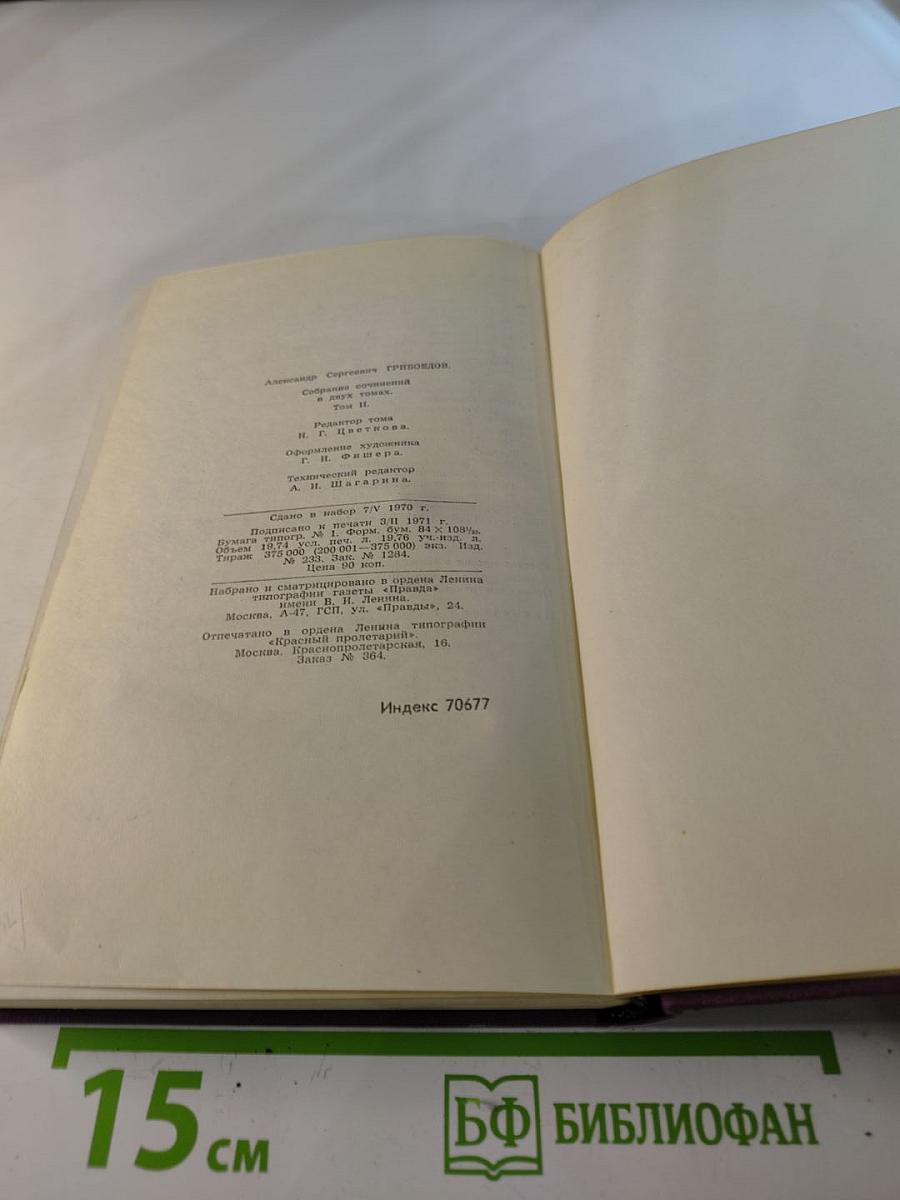 Александр Сергеевич ГРИБОЕДОВ.
Собрание сочинений
в двух томах.
Том II.
Редактор тома
Н. Г. Цветкова.
Оформление художника
Г. И. Фишера.
Технический редактор
А. И. Шагарина.
Сдано в набор 7/V 1970 г.
Подписано к печати 3/II 1971 г.
Бумага типогр. № 1. Форм. бум. 84 × 108¹/₃₂.
Объем 19,74 усл. печ. л. 19,76 уч.-изд. л.
Тираж 375 000 (200 001—375 000) экз. Изд.
№ 233. Зак. № 1284.
Цена 90 коп.
Набрано и сматрицировано в ордена Ленина
типографии газеты «Правда»
имени В. И. Ленина.
Москва, А-47, ГСП, ул. «Правды», 24.
Отпечатано в ордена Ленина типографии
«Красный пролетарий».
Москва, Краснопролетарская, 16.
Заказ № 364.
Индекс 70677
15 см
БФ БИБЛИОФАН